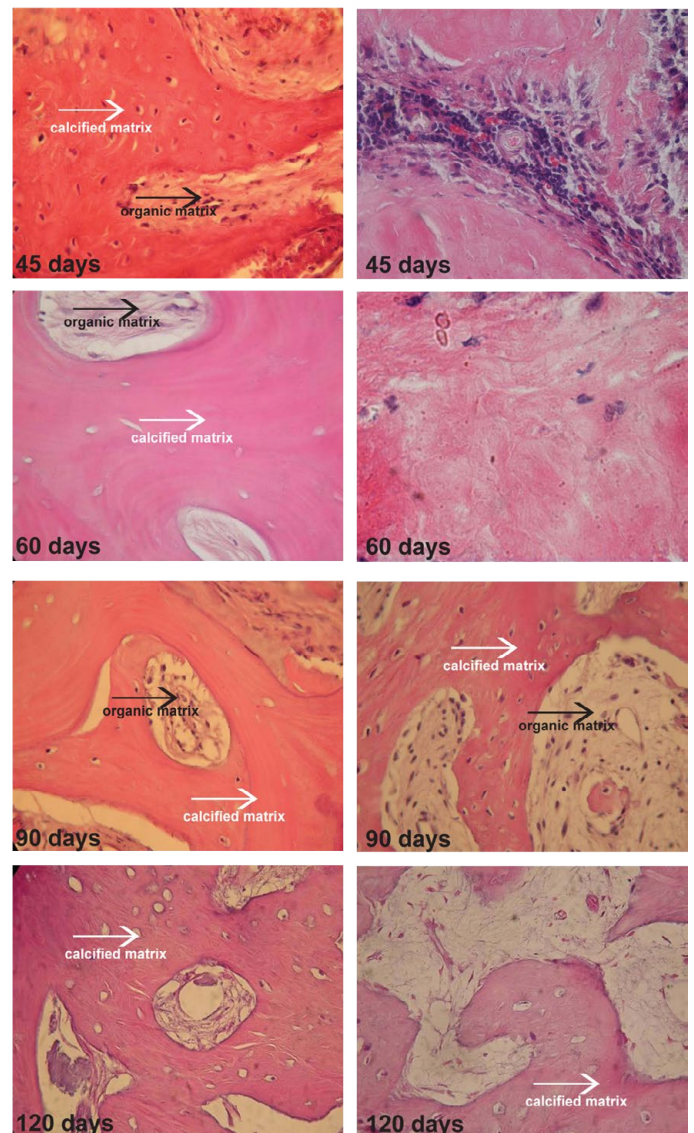 calcified matrix
organic matrix
45 days
45 days
organic matrix
calcified matrix
60 days
60 days
organic matrix
calcified matrix
90 days
calcified matrix
organic matrix
90 days
calcified matrix
120 days
calcified matrix
120 days